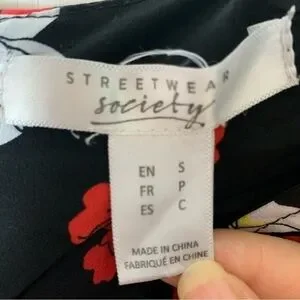 STREETWEAR
society
EN S
FR P
ES C
MADE IN CHINA
FABRIQUÉ EN CHINE